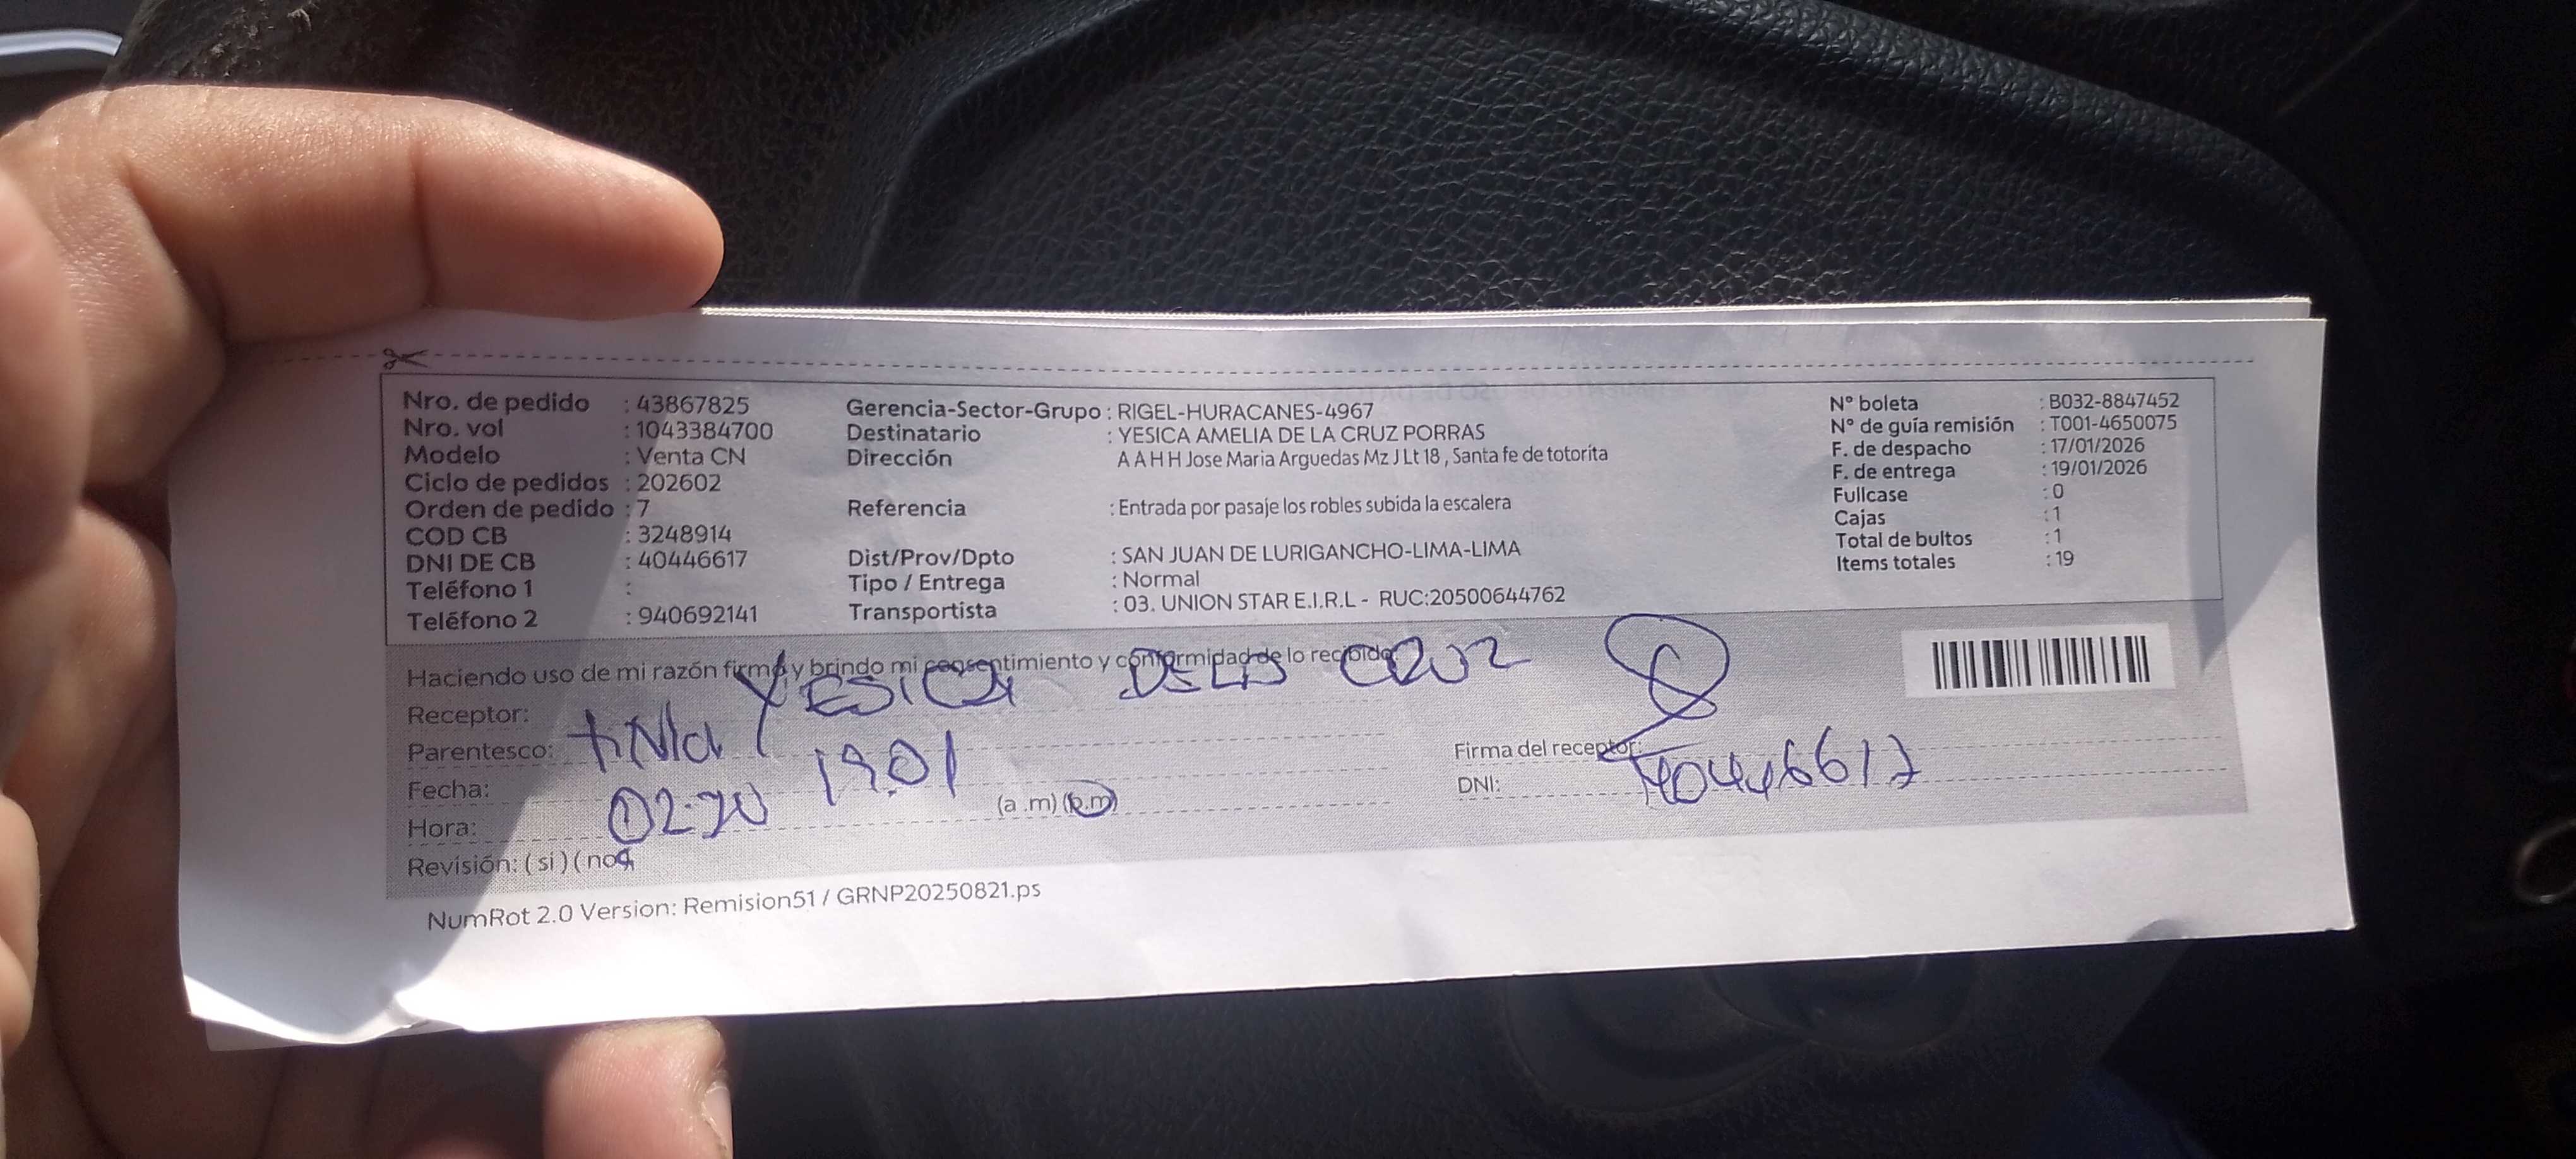 Nro. de pedido : 43867825
Nro. vol : 1043384700
Modelo : Venta CN
Ciclo de pedidos : 202602
Orden de pedido : 7
COD CB : 3248914
DNI DE CB : 40446617
Teléfono 1 :
Teléfono 2 : 940692141
Gerencia-Sector-Grupo : RIGEL-HURACANES-4967
Destinatario : YESICA AMELIA DE LA CRUZ PORRAS
Dirección A A H H Jose Maria Arguedas Mz J Lt 18 , Santa fe de totorita
Referencia : Entrada por pasaje los robles subida la escalera
Dist/Prov/Dpto : SAN JUAN DE LURIGANCHO-LIMA-LIMA
Tipo / Entrega : Normal
Transportista : 03. UNION STAR E.I.R.L - RUC:20500644762
N° boleta : B032-8847452
N° de guía remisión : T001-4650075
F. de despacho : 17/01/2026
F. de entrega : 19/01/2026
Fullcase : 0
Cajas : 1
Total de bultos : 1
Items totales : 19
Haciendo uso de mi razón firmo y brindo mi consentimiento y conformidad de lo recibido.
Receptor: YESICA DE LA CRUZ
Parentesco:
Fecha: 19.01
Hora: 02:20 (a .m) (p.m)
Revisión: ( si ) ( no
Firma del receptor:
DNI: 40446617
NumRot 2.0 Version: Remision51 / GRNP20250821.ps